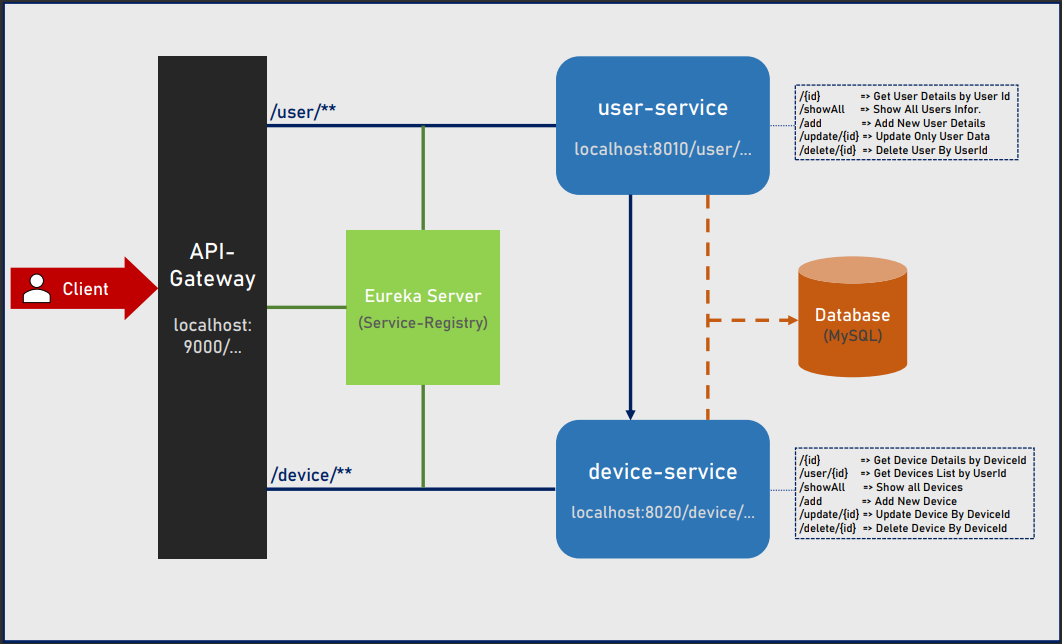 Client
API-
Gateway
localhost:
9000/...
/user/**
Eureka Server
(Service-Registry)
/device/**
user-service
localhost:8010/user/...
/{id} => Get User Details by User Id
/showAll => Show All Users Infor.
/add => Add New User Details
/update/{id} => Update Only User Data
/delete/{id} => Delete User By UserId
Database
(MySQL)
device-service
localhost:8020/device/...
/{id} => Get Device Details by DeviceId
/user/{id} => Get Devices List by UserId
/showAll => Show all Devices
/add => Add New Device
/update/{id} => Update Device By DeviceId
/delete/{id} => Delete Device By DeviceId